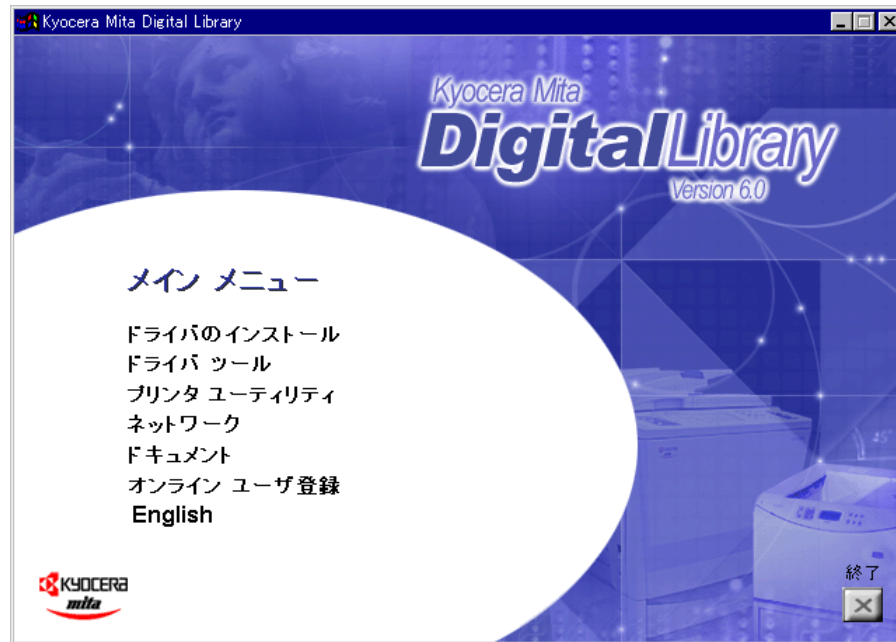 Kyocera Mita Digital Library
Kyocera Mita
DigitalLibrary
Version 6.0
メイン メニュー
ドライバのインストール
ドライバ ツール
プリンタ ユーティリティ
ネットワーク
ドキュメント
オンライン ユーザ登録
English
KYOCERA
mita
終了
45°